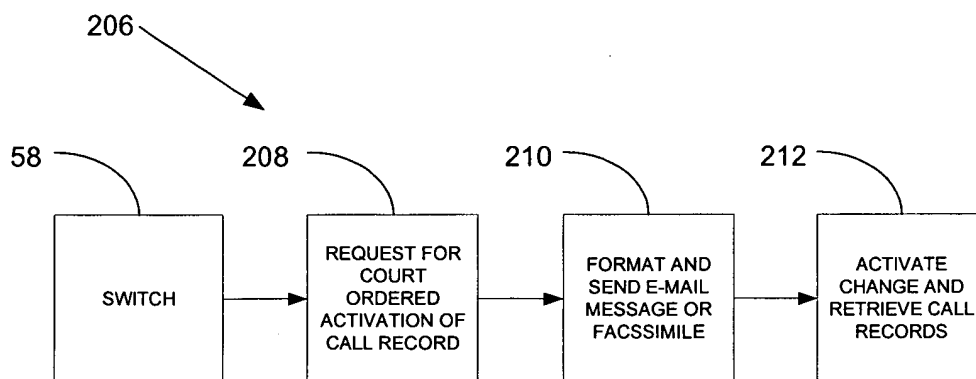 206
58
208
210
212
SWITCH
REQUEST FOR
COURT
ORDERED
ACTIVATION OF
CALL RECORD
FORMAT AND
SEND E-MAIL
MESSAGE OR
FACSSIMILE
ACTIVATE
CHANGE AND
RETRIEVE CALL
RECORDS